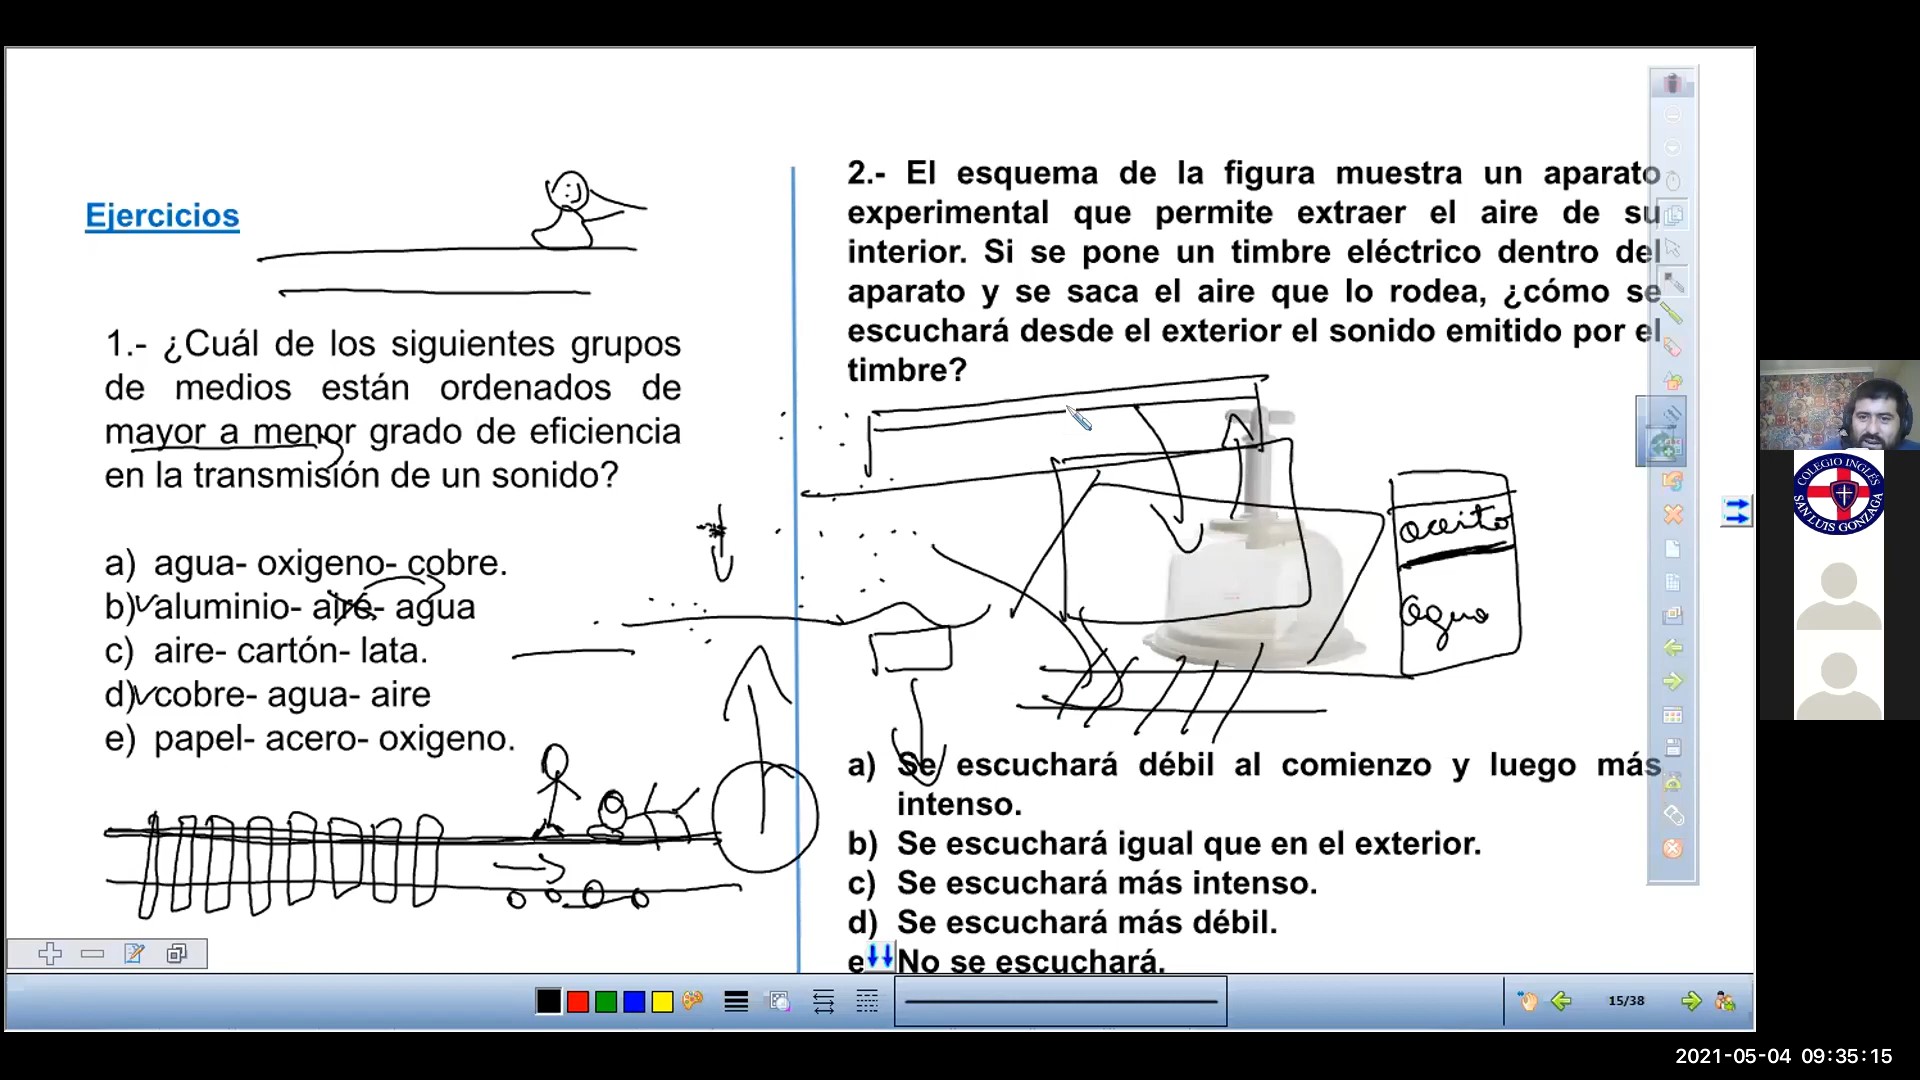 Ejercicios
1.- ¿Cuál de los siguientes grupos
de medios están ordenados de
mayor a menor grado de eficiencia
en la transmisión de un sonido?
a) agua- oxigeno- cobre.
b) aluminio- aire- agua
c) aire- cartón- lata.
d) cobre- agua- aire
e) papel- acero- oxigeno.
2.- El esquema de la figura muestra un aparato
experimental que permite extraer el aire de su
interior. Si se pone un timbre eléctrico dentro del
aparato y se saca el aire que lo rodea, ¿cómo se
escuchará desde el exterior el sonido emitido por el
timbre?
aceite
agua
a) Se escuchará débil al comienzo y luego más
intenso.
b) Se escuchará igual que en el exterior.
c) Se escuchará más intenso.
d) Se escuchará más débil.
e No se escuchará.
15/38
COLEGIO INGLÉS
SAN LUIS GONZAGA
2021-05-04 09:35:15